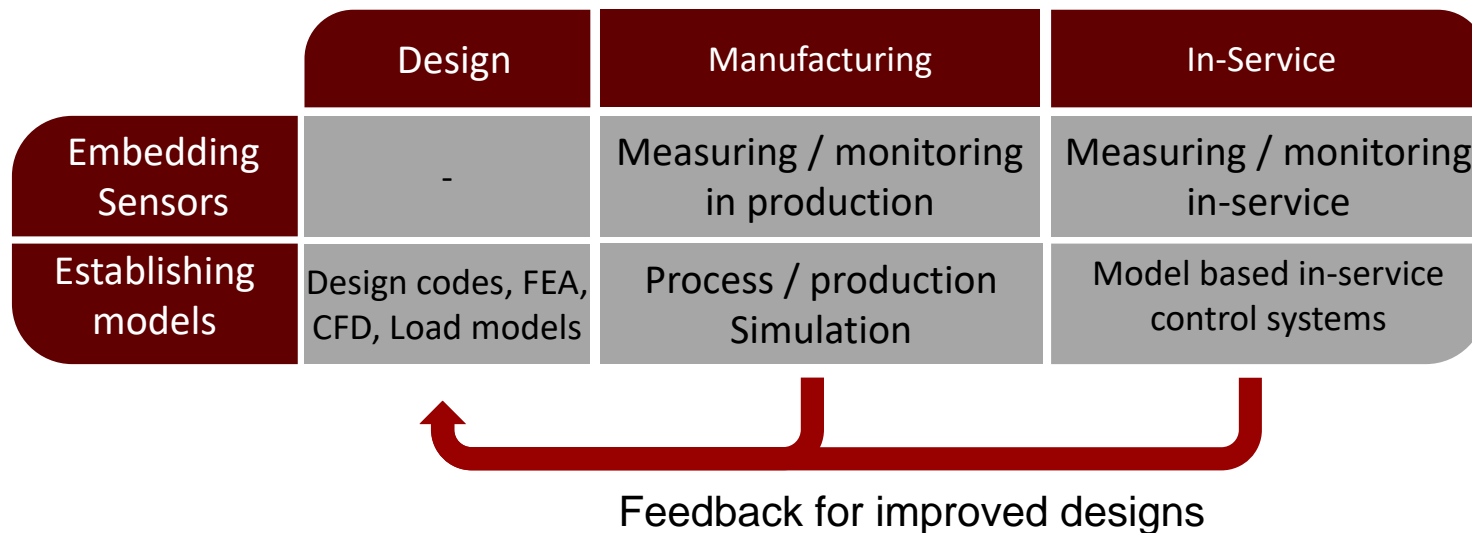 Design
Manufacturing
In-Service
Embedding
Sensors
-
Measuring / monitoring
in production
Measuring / monitoring
in-service
Establishing
models
Design codes, FEA,
CFD, Load models
Process / production
Simulation
Model based in-service
control systems
Feedback for improved designs